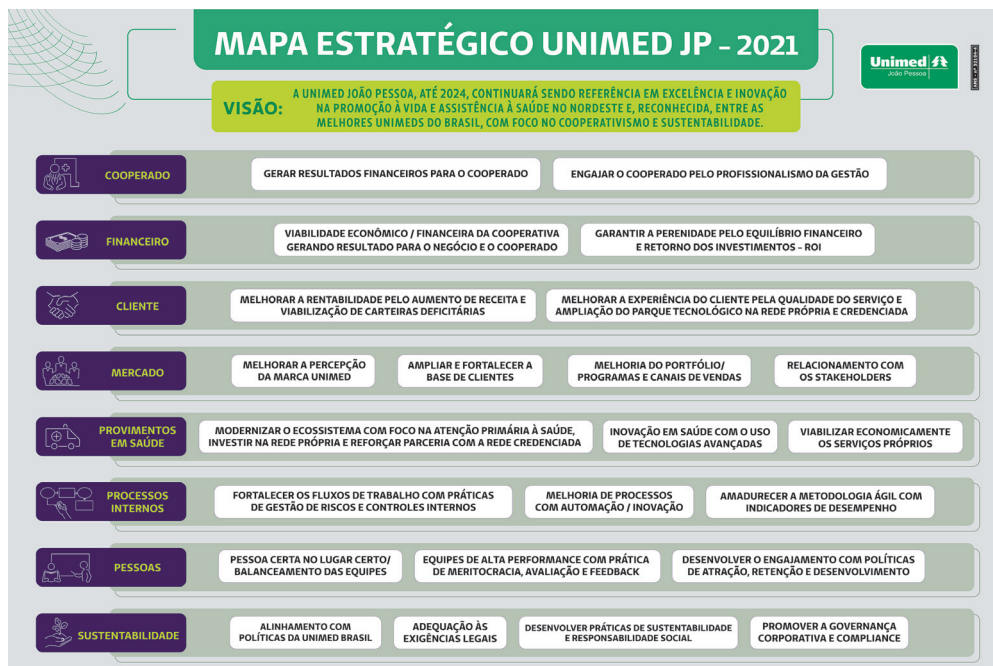 MAPA ESTRATÉGICO UNIMED JP - 2021
Unimed
João Pessoa
VISÃO:
A UNIMED JOÃO PESSOA, ATÉ 2024, CONTINUARÁ SENDO REFERÊNCIA EM EXCELÊNCIA E INOVAÇÃO
NA PROMOÇÃO À VIDA E ASSISTÊNCIA À SAÚDE NO NORDESTE E, RECONHECIDA, ENTRE AS
MELHORES UNIMEDS DO BRASIL, COM FOCO NO COOPERATIVISMO E SUSTENTABILIDADE.
COOPERADO
GERAR RESULTADOS FINANCEIROS PARA O COOPERADO
ENGAJAR O COOPERADO PELO PROFISSIONALISMO DA GESTÃO
FINANCEIRO
VIABILIDADE ECONÔMICO / FINANCEIRA DA COOPERATIVA
GERANDO RESULTADO PARA O NEGÓCIO E O COOPERADO
GARANTIR A PERENIDADE PELO EQUILÍBRIO FINANCEIRO
E RETORNO DOS INVESTIMENTOS - ROI
CLIENTE
MELHORAR A RENTABILIDADE PELO AUMENTO DE RECEITA E
VIABILIZAÇÃO DE CARTEIRAS DEFICITÁRIAS
MELHORAR A EXPERIÊNCIA DO CLIENTE PELA QUALIDADE DO SERVIÇO E
AMPLIAÇÃO DO PARQUE TECNOLÓGICO NA REDE PRÓPRIA E CREDENCIADA
MERCADO
MELHORAR A PERCEPÇÃO
DA MARCA UNIMED
AMPLIAR E FORTALECER A
BASE DE CLIENTES
MELHORIA DO PORTFÓLIO/
PROGRAMAS E CANAIS DE VENDAS
RELACIONAMENTO COM
OS STAKEHOLDERS
PROVIMENTOS
EM SAÚDE
MODERNIZAR O ECOSSISTEMA COM FOCO NA ATENÇÃO PRIMÁRIA À SAÚDE,
INVESTIR NA REDE PRÓPRIA E REFORÇAR PARCERIA COM A REDE CREDENCIADA
INOVAÇÃO EM SAÚDE COM O USO
DE TECNOLOGIAS AVANÇADAS
VIABILIZAR ECONOMICAMENTE
OS SERVIÇOS PRÓPRIOS
PROCESSOS
INTERNOS
FORTALECER OS FLUXOS DE TRABALHO COM PRÁTICAS
DE GESTÃO DE RISCOS E CONTROLES INTERNOS
MELHORIA DE PROCESSOS
COM AUTOMAÇÃO / INOVAÇÃO
AMADURECER A METODOLOGIA ÁGIL COM
INDICADORES DE DESEMPENHO
PESSOAS
PESSOA CERTA NO LUGAR CERTO/
BALANCEAMENTO DAS EQUIPES
EQUIPES DE ALTA PERFORMANCE COM PRÁTICA
DE MERITOCRACIA, AVALIAÇÃO E FEEDBACK
DESENVOLVER O ENGAJAMENTO COM POLÍTICAS
DE ATRAÇÃO, RETENÇÃO E DESENVOLVIMENTO
SUSTENTABILIDADE
ALINHAMENTO COM
POLÍTICAS DA UNIMED BRASIL
ADEQUAÇÃO ÀS
EXIGÊNCIAS LEGAIS
DESENVOLVER PRÁTICAS DE SUSTENTABILIDADE
E RESPONSABILIDADE SOCIAL
PROMOVER A GOVERNANÇA
CORPORATIVA E COMPLIANCE